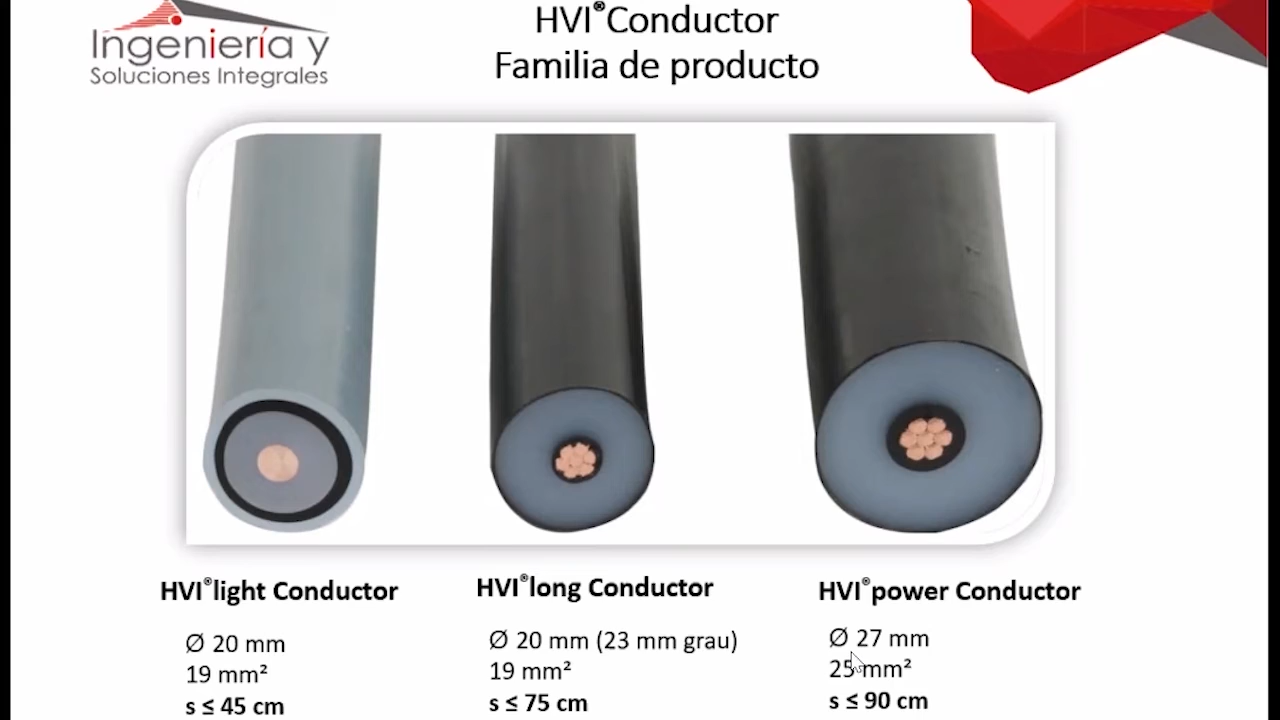 Ingeniería y
Soluciones Integrales
HVI®Conductor
Familia de producto
HVI®light Conductor
Ø 20 mm
19 mm²
s ≤ 45 cm
HVI®long Conductor
Ø 20 mm (23 mm grau)
19 mm²
s ≤ 75 cm
HVI®power Conductor
Ø 27 mm
25 mm²
s ≤ 90 cm